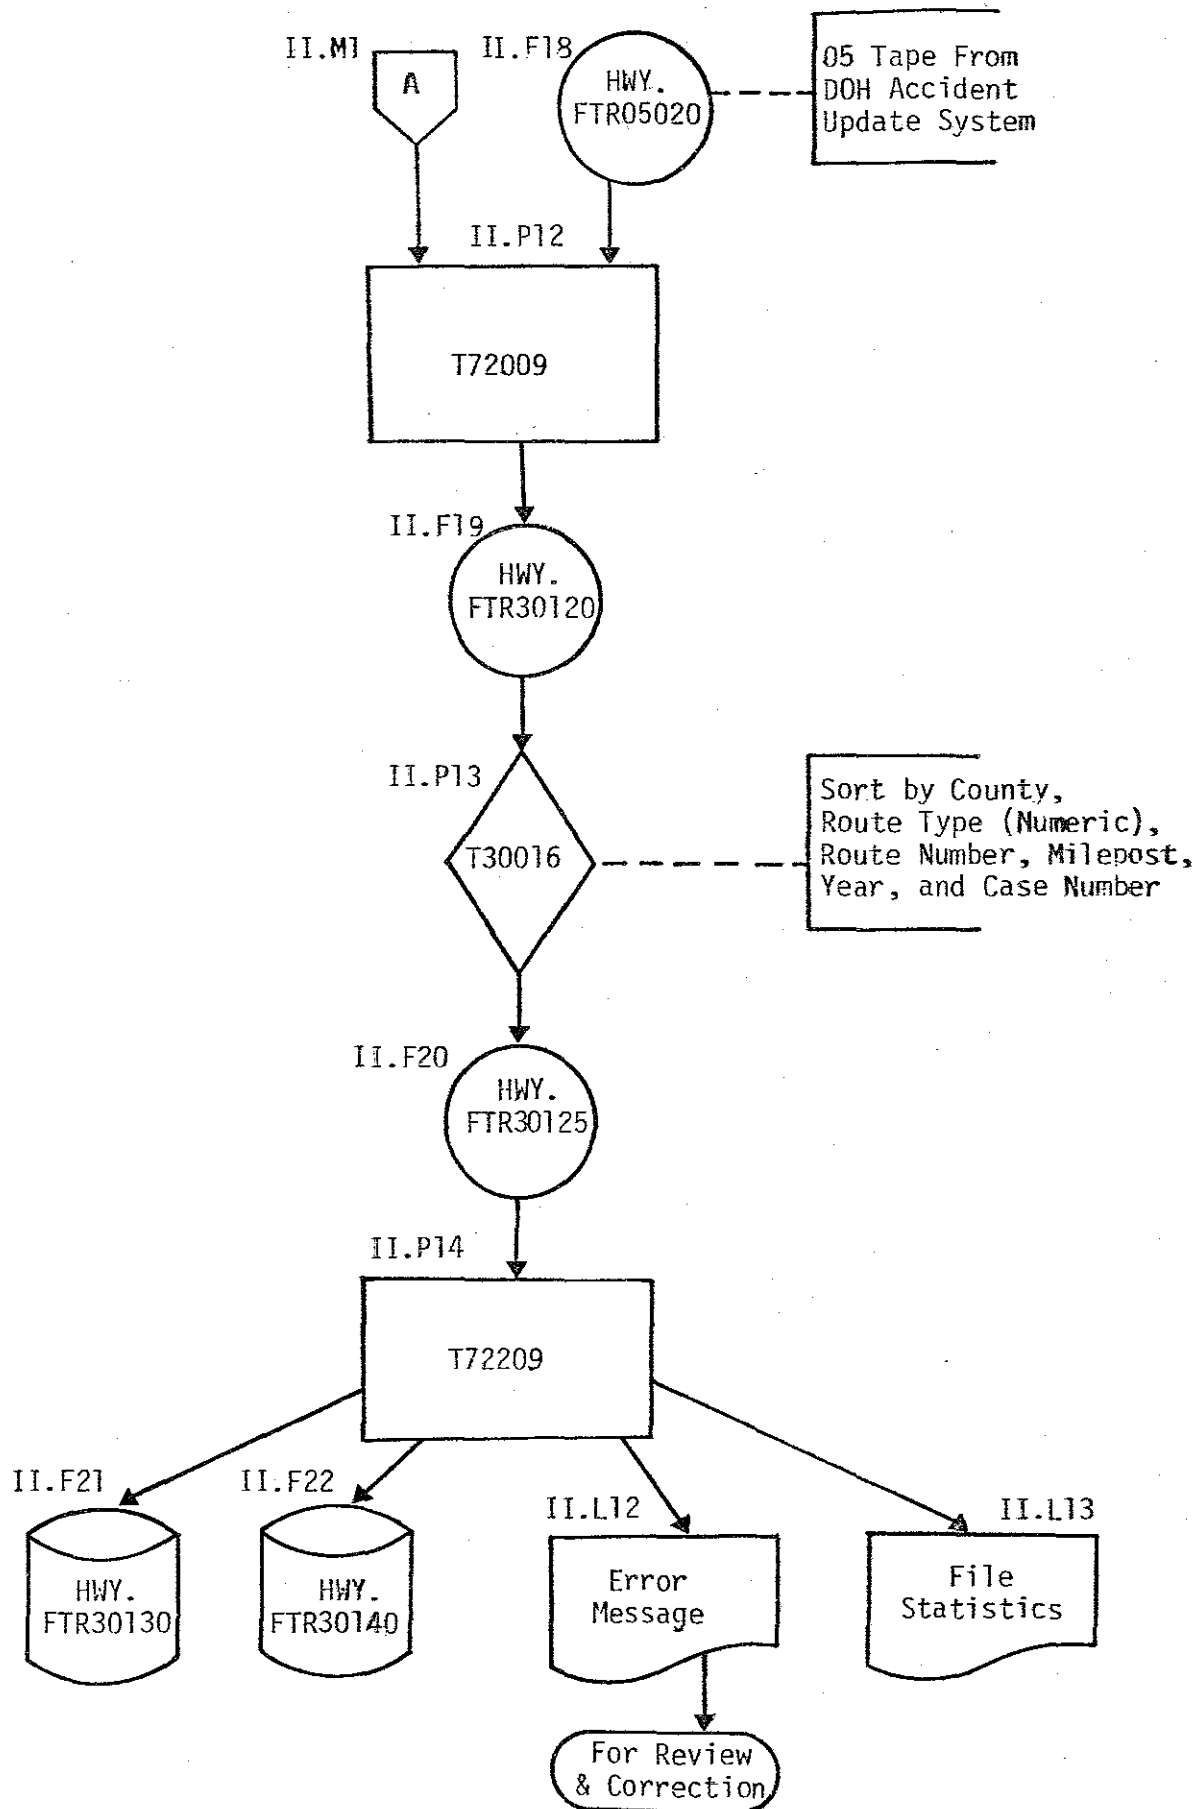 II.M1
A
II.F18
HWY.
FTR05020
05 Tape From
DOH Accident
Update System
II.P12
T72009
II.F19
HWY.
FTR30120
II.P13
T30016
Sort by County,
Route Type (Numeric),
Route Number, Milepost,
Year, and Case Number
II.F20
HWY.
FTR30125
II.P14
T72209
II.F21
HWY.
FTR30130
II.F22
HWY.
FTR30140
II.L12
Error
Message
II.L13
File
Statistics
For Review
& Correction